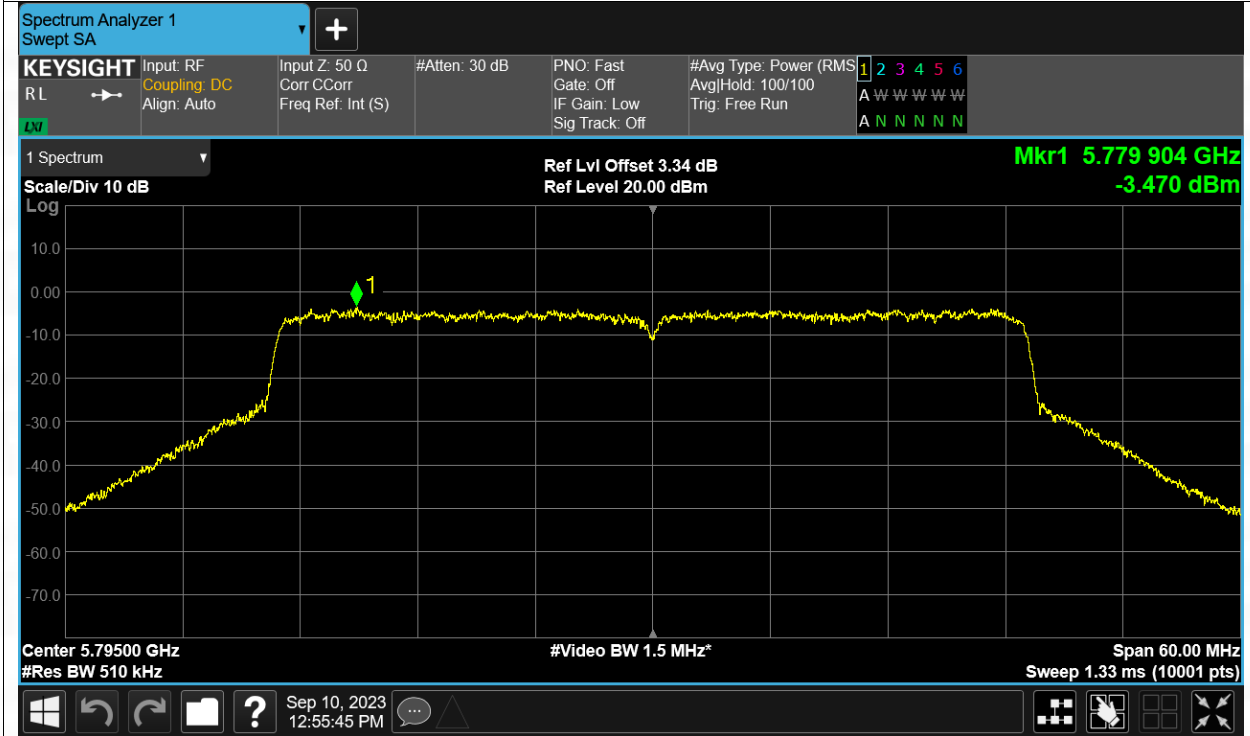 Spectrum Analyzer 1
Swept SA
KEYSIGHT
R L
LXI
Input: RF
Coupling: DC
Align: Auto
Input Z: 50 Ω
Corr CCorr
Freq Ref: Int (S)
#Atten: 30 dB
PNO: Fast
Gate: Off
IF Gain: Low
Sig Track: Off
#Avg Type: Power (RMS
Avg|Hold: 100/100
Trig: Free Run
1 2 3 4 5 6
A W W W W W
A N N N N N
1 Spectrum
Scale/Div 10 dB
Log
Ref Lvl Offset 3.34 dB
Ref Level 20.00 dBm
Mkr1 5.779 904 GHz
-3.470 dBm
1
10.0
0.00
-10.0
-20.0
-30.0
-40.0
-50.0
-60.0
-70.0
Center 5.79500 GHz
#Res BW 510 kHz
#Video BW 1.5 MHz*
Span 60.00 MHz
Sweep 1.33 ms (10001 pts)
?
Sep 10, 2023
12:55:45 PM